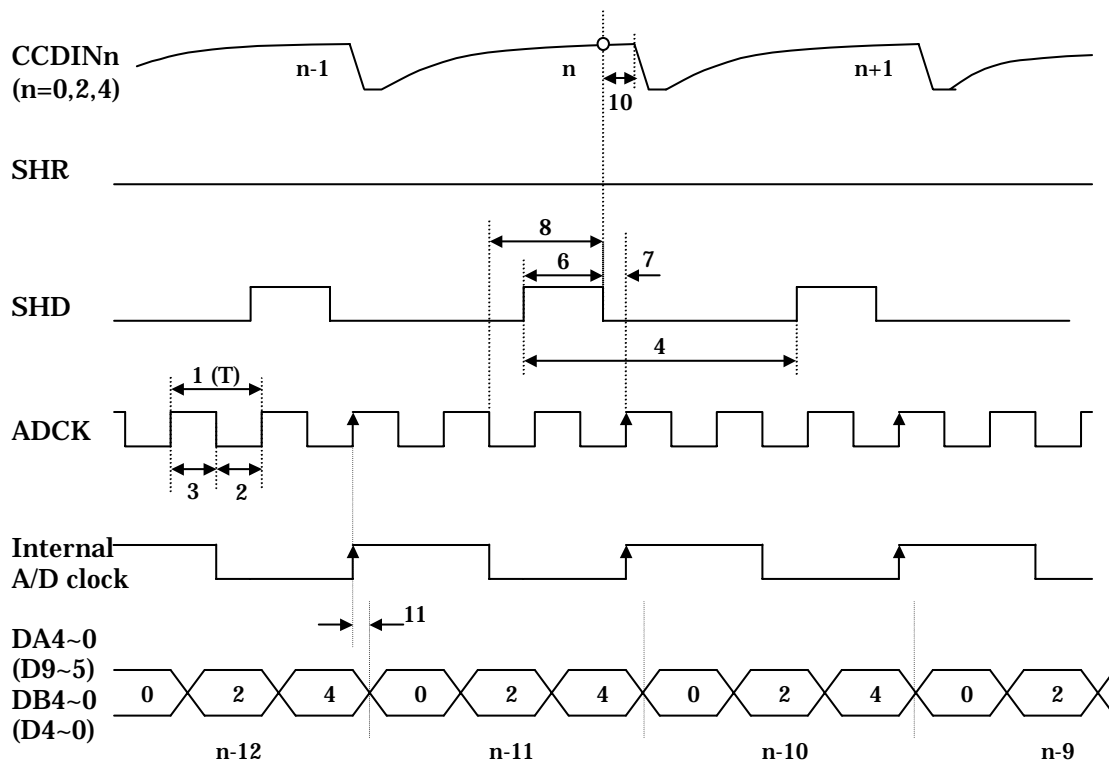 CCDINn
(n=0,2,4)
n-1
n
n+1
10
SHR
8
6
7
SHD
4
1 (T)
ADCK
3
2
Internal
A/D clock
11
DA4~0
(D9~5)
DB4~0
(D4~0)
0 2 4 0 2 4 0 2 4 0 2
n-12 n-11 n-10 n-9